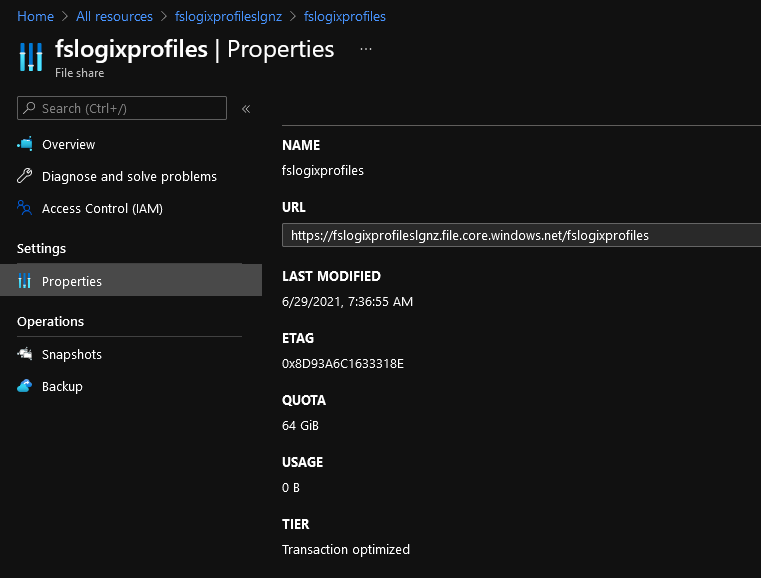 Home > All resources > fslogixprofileslgnz > fslogixprofiles
fslogixprofiles | Properties ...
File share
Search (Ctrl+/) «
Overview
Diagnose and solve problems
Access Control (IAM)
Settings
Properties
Operations
Snapshots
Backup
NAME
fslogixprofiles
URL
https://fslogixprofileslgnz.file.core.windows.net/fslogixprofiles
LAST MODIFIED
6/29/2021, 7:36:55 AM
ETAG
0x8D93A6C1633318E
QUOTA
64 GiB
USAGE
0 B
TIER
Transaction optimized